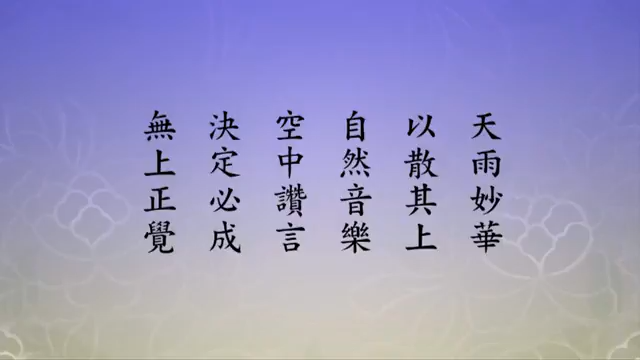 天雨妙華
以散其上
自然音樂
空中讚言
決定必成
無上正覺